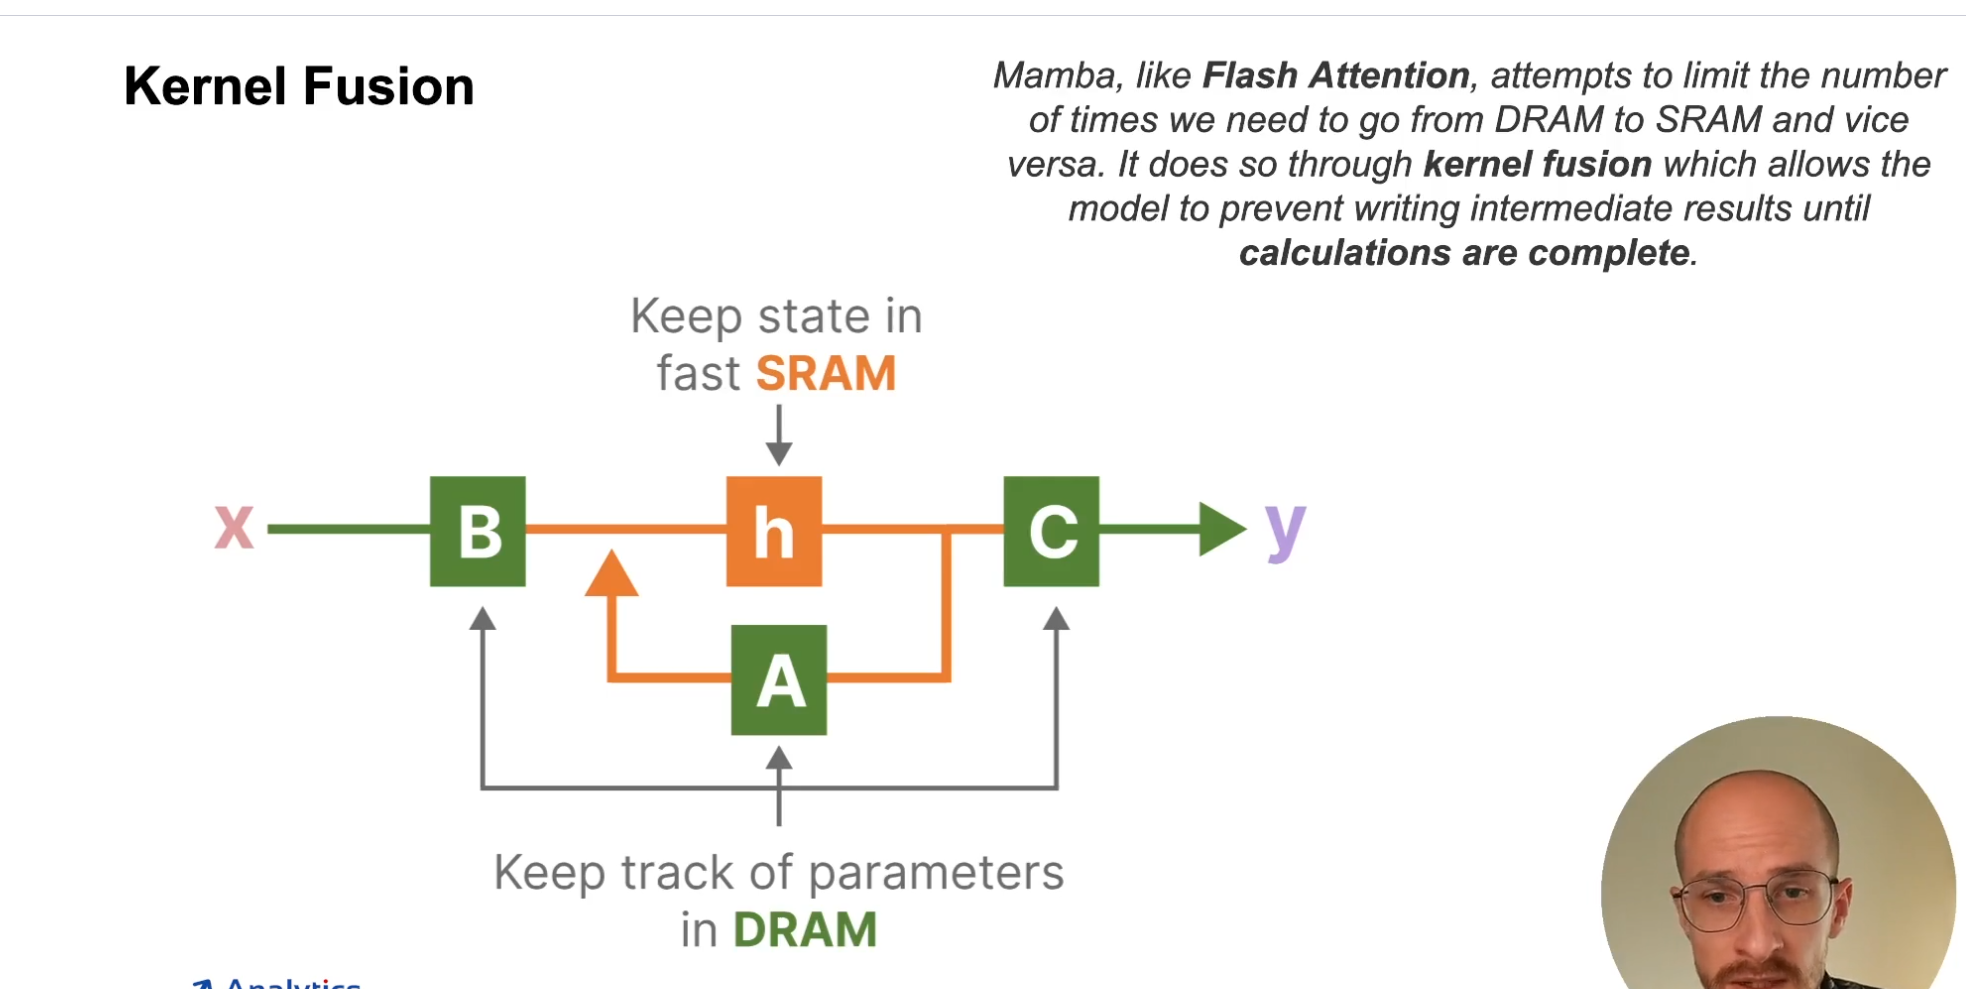 Kernel Fusion
Mamba, like Flash Attention, attempts to limit the number
of times we need to go from DRAM to SRAM and vice
versa. It does so through kernel fusion which allows the
model to prevent writing intermediate results until
calculations are complete.
Keep state in
fast SRAM
x
B
h
C
y
A
Keep track of parameters
in DRAM
Analytics